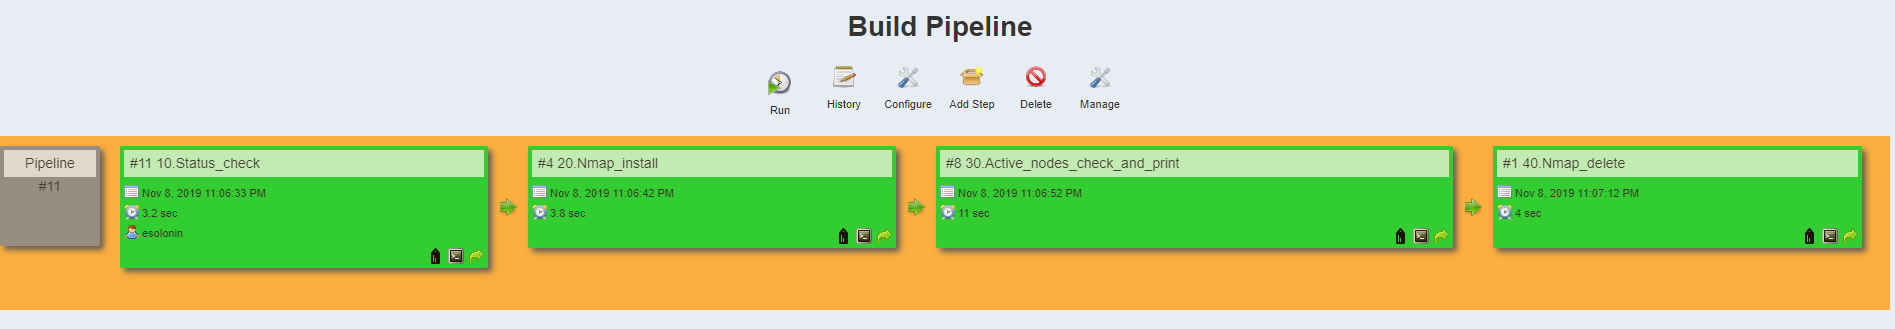 Build Pipeline
Run
History
Configure
Add Step
Delete
Manage
Pipeline
#11
#11 10.Status_check
Nov 8, 2019 11:06:33 PM
3.2 sec
esolonin
#4 20.Nmap_install
Nov 8, 2019 11:06:42 PM
3.8 sec
#8 30.Active_nodes_check_and_print
Nov 8, 2019 11:06:52 PM
11 sec
#1 40.Nmap_delete
Nov 8, 2019 11:07:12 PM
4 sec